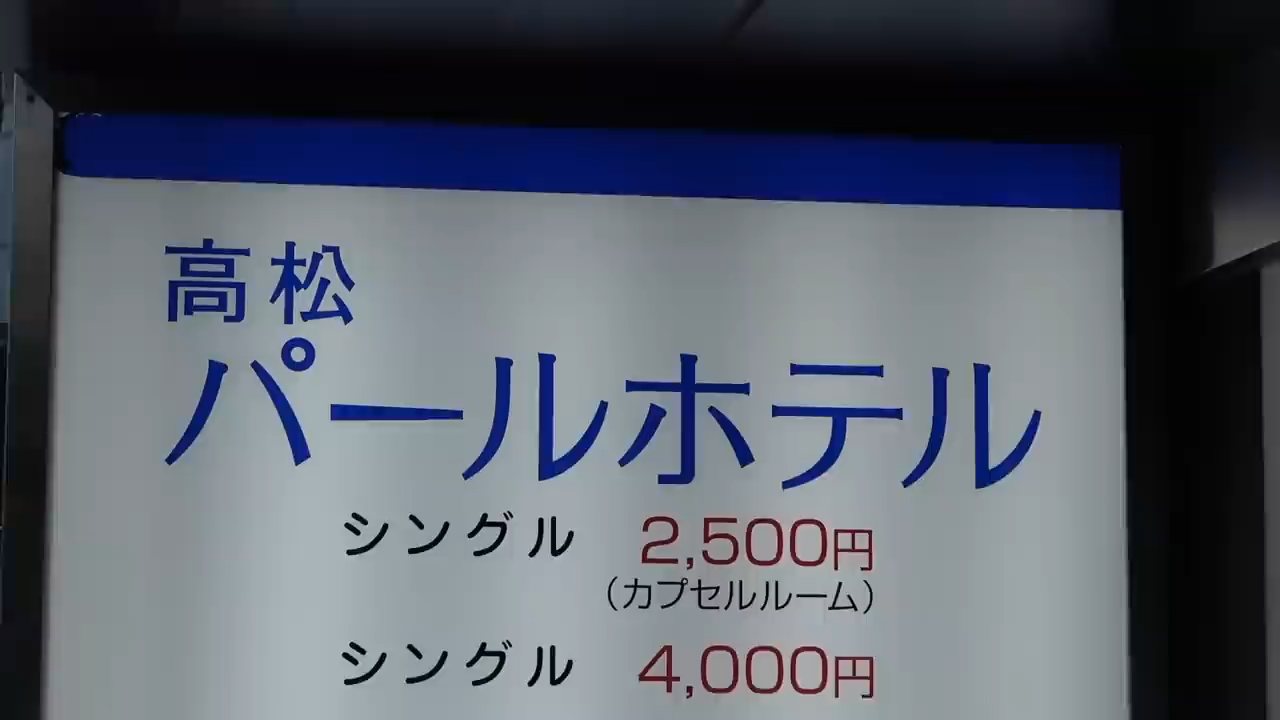 高松
パールホテル
シングル 2,500円
(カプセルルーム)
シングル 4,000円